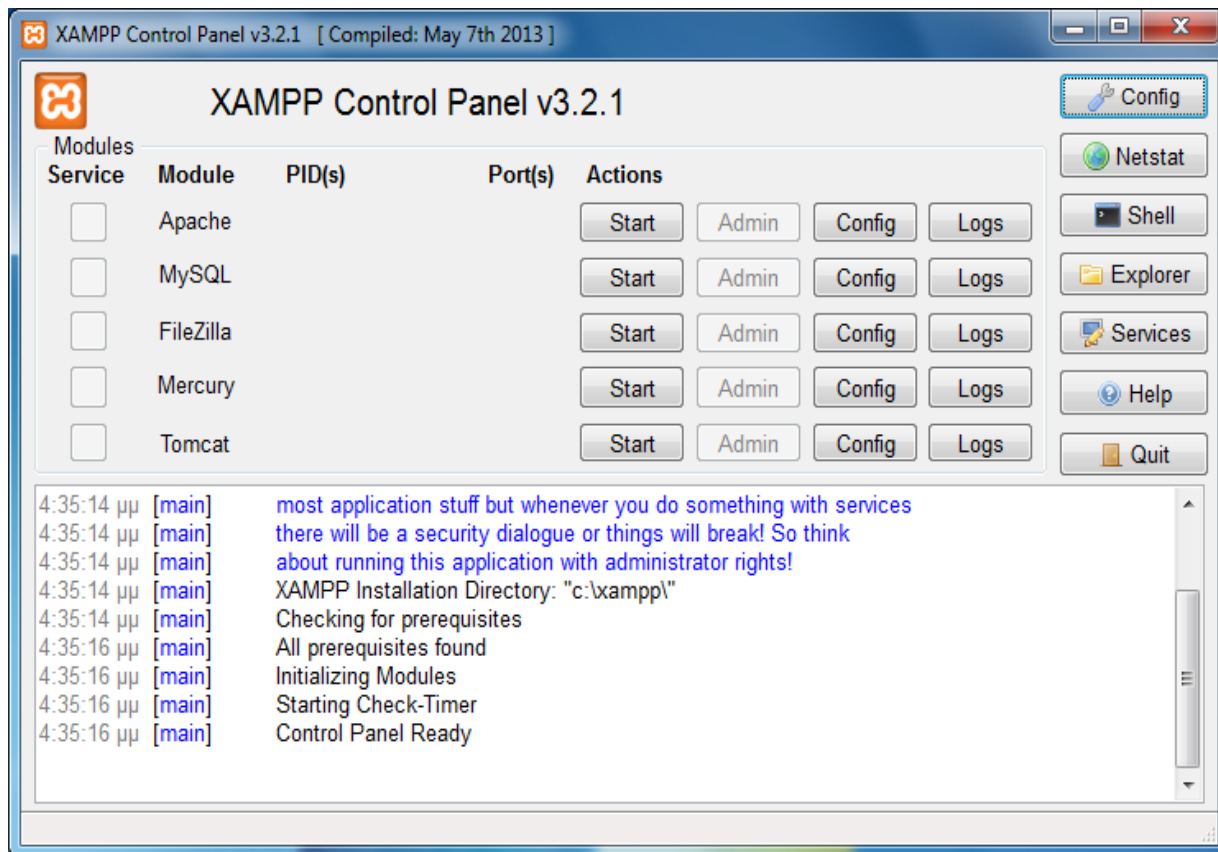 XAMPP Control Panel v3.2.1 [ Compiled: May 7th 2013 ]
XAMPP Control Panel v3.2.1
Config
Modules
Netstat
Service Module PID(s) Port(s) Actions
Apache Start Admin Config Logs
Shell
MySQL Start Admin Config Logs
Explorer
FileZilla Start Admin Config Logs
Services
Mercury Start Admin Config Logs
Help
Tomcat Start Admin Config Logs
Quit
4:35:14 μμ [main] most application stuff but whenever you do something with services
4:35:14 μμ [main] there will be a security dialogue or things will break! So think
4:35:14 μμ [main] about running this application with administrator rights!
4:35:14 μμ [main] XAMPP Installation Directory: "c:\xampp\"
4:35:14 μμ [main] Checking for prerequisites
4:35:16 μμ [main] All prerequisites found
4:35:16 μμ [main] Initializing Modules
4:35:16 μμ [main] Starting Check-Timer
4:35:16 μμ [main] Control Panel Ready